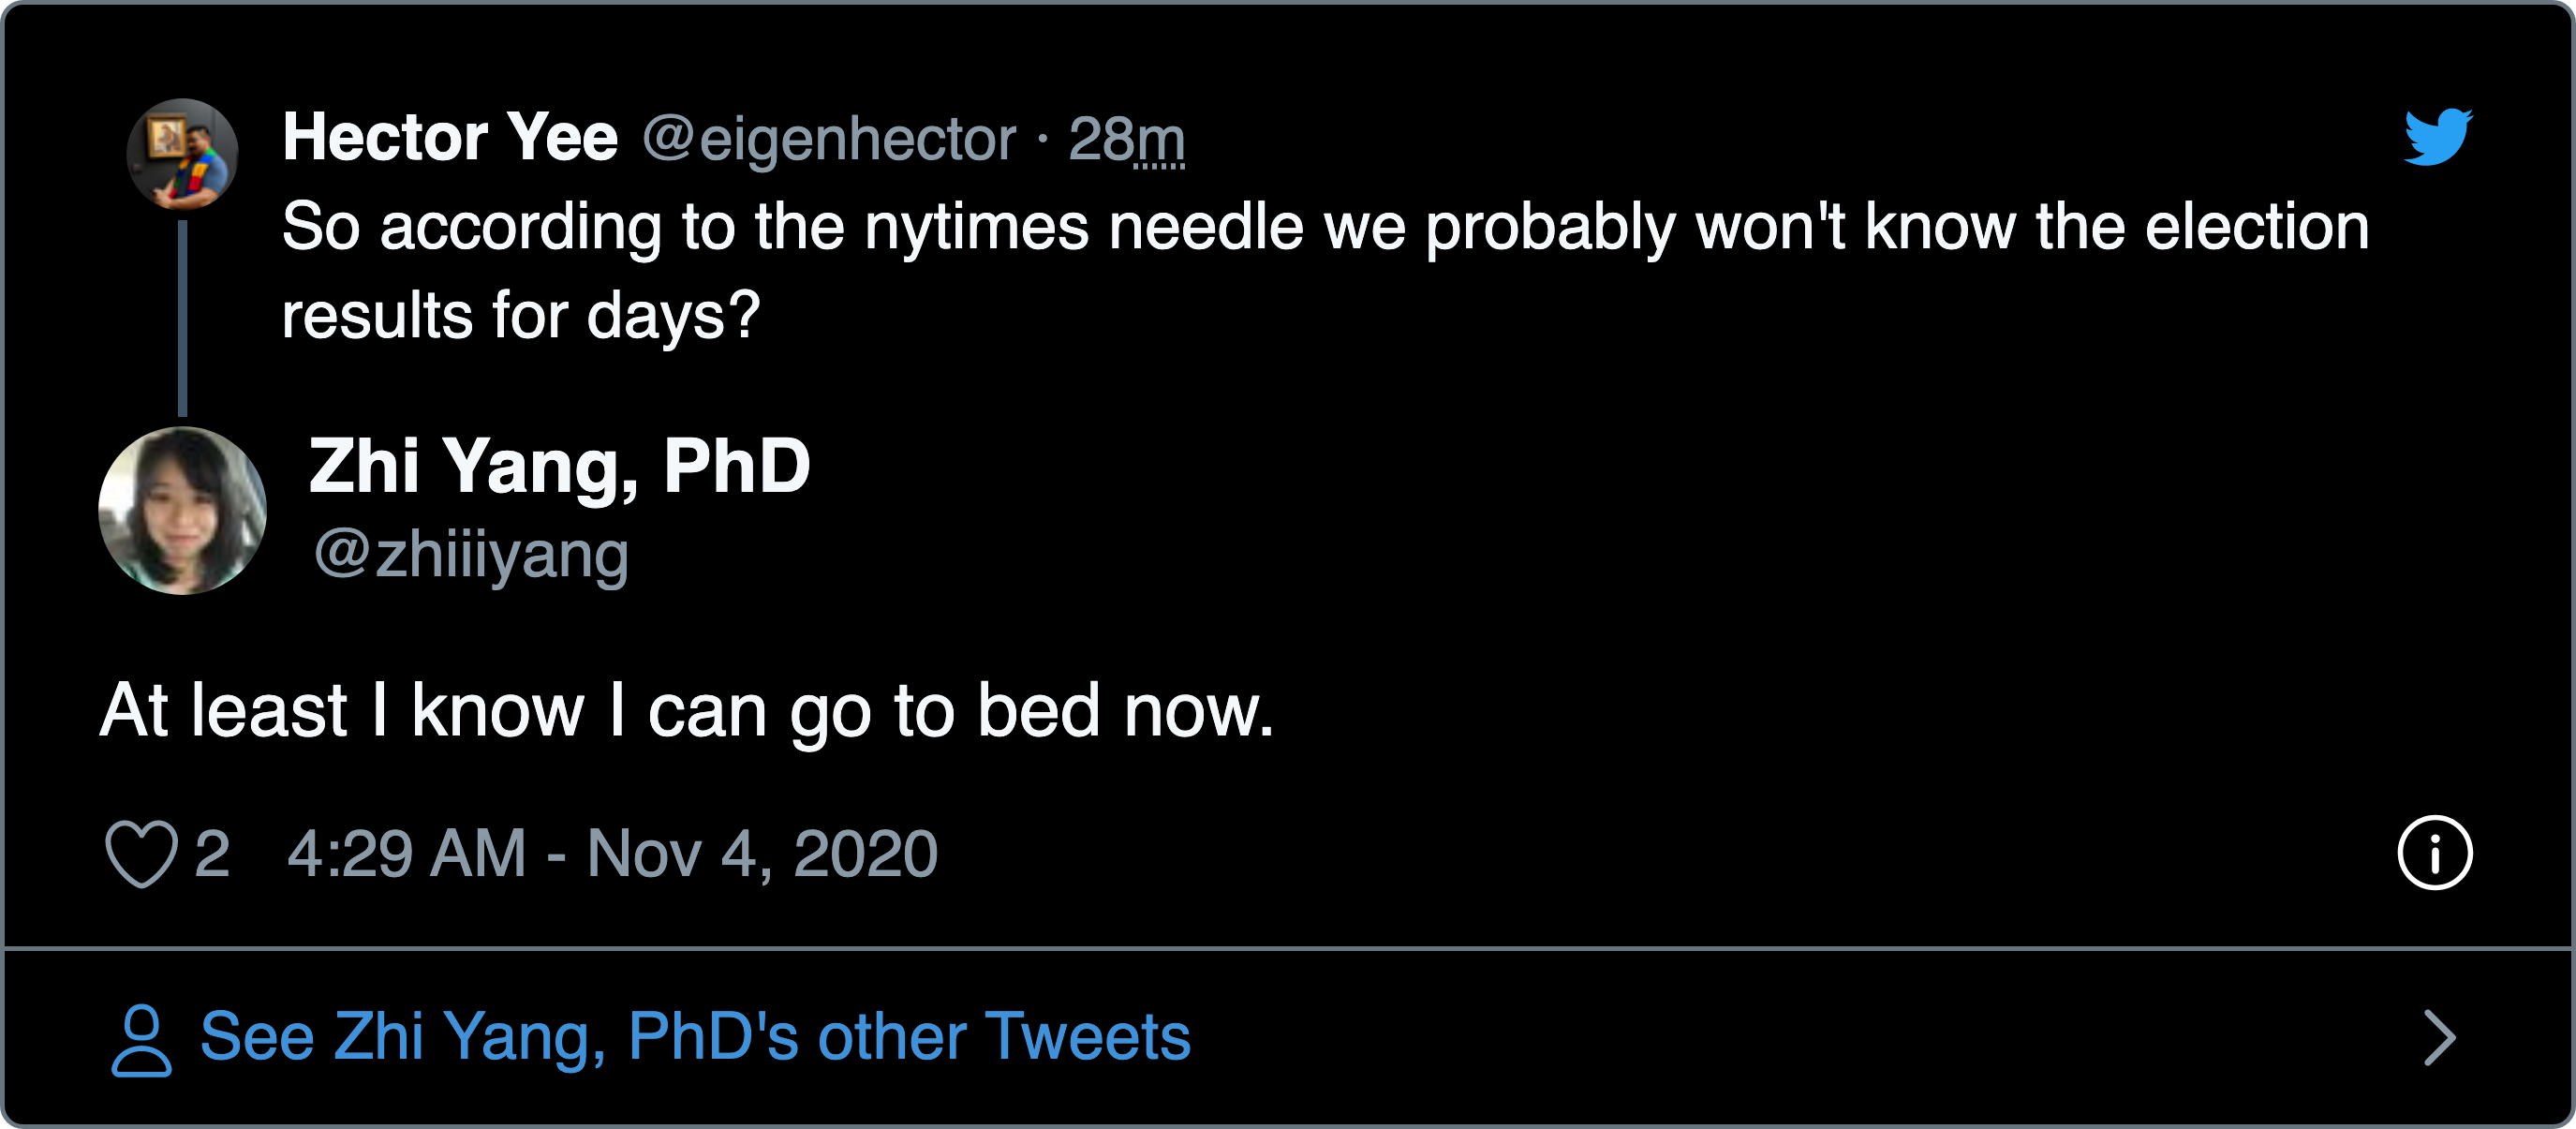 Hector Yee @eigenhector · 28m
So according to the nytimes needle we probably won't know the election
results for days?
Zhi Yang, PhD
@zhiiiyang
At least I know I can go to bed now.
2 4:29 AM - Nov 4, 2020
See Zhi Yang, PhD's other Tweets